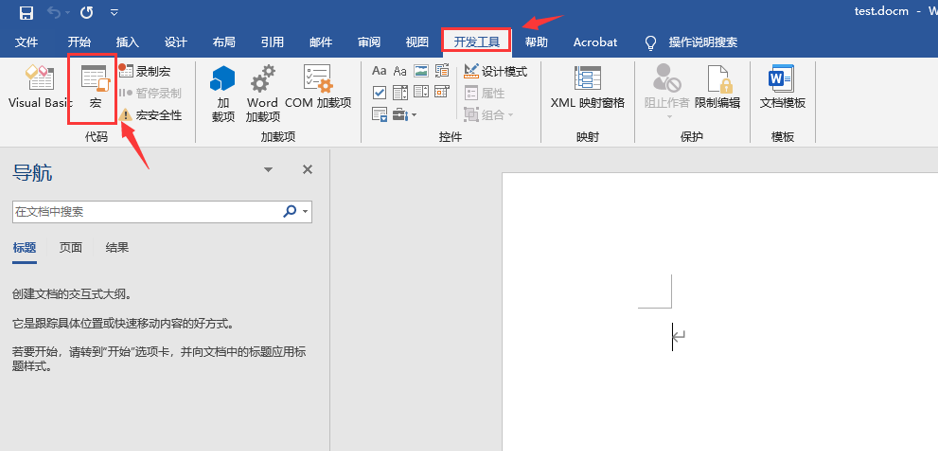 test.docm - W
文件 开始 插入 设计 布局 引用 邮件 审阅 视图 开发工具 帮助 Acrobat 操作说明搜索
Visual Basic
宏
录制宏
暂停录制
宏安全性
代码
加
载项
Word
加载项
COM 加载项
加载项
Aa Aa
设计模式
属性
组合
控件
XML 映射窗格
映射
阻止作者
限制编辑
保护
文档模板
模板
导航
在文档中搜索
标题 页面 结果
创建文档的交互式大纲。
它是跟踪具体位置或快速移动内容的好方式。
若要开始，请转到"开始"选项卡，并向文档中的标题应用标
题样式。